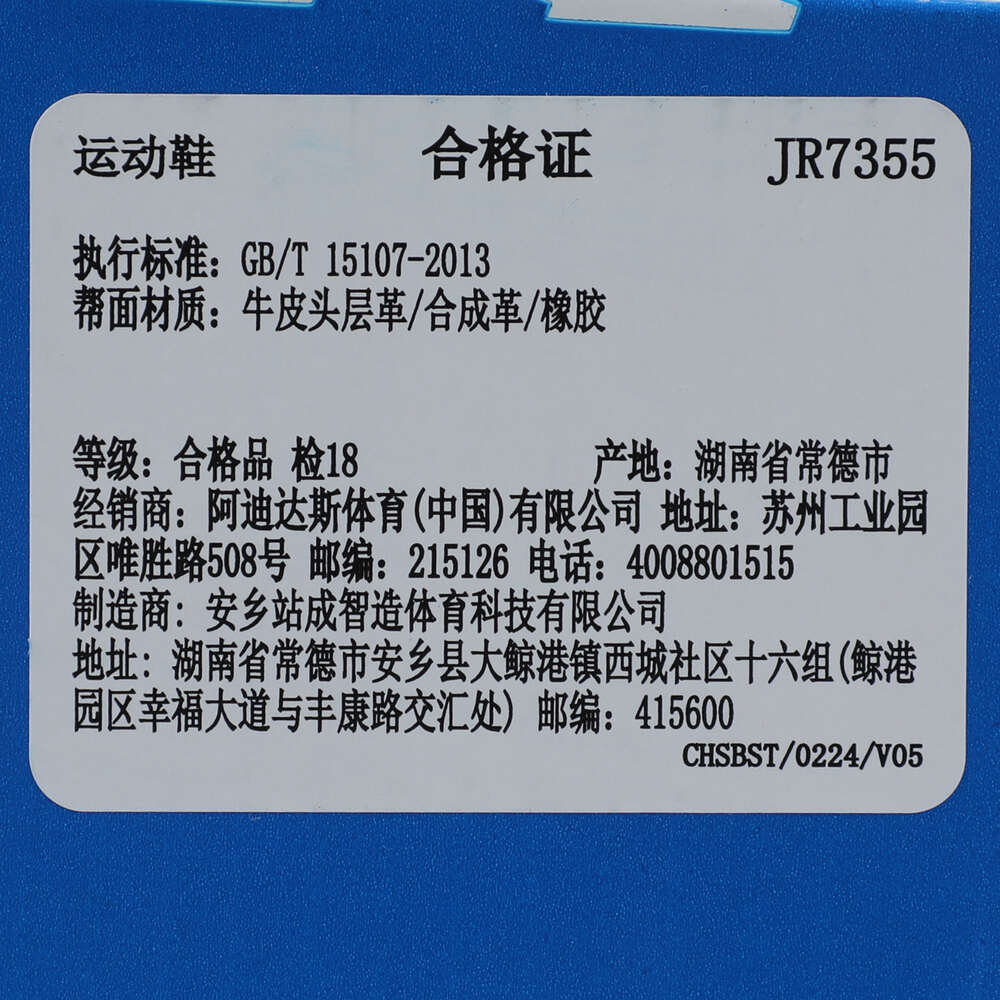 运动鞋 合格证 JR7355
执行标准：GB/T 15107-2013
帮面材质：牛皮头层革/合成革/橡胶
等级：合格品 检18 产地：湖南省常德市
经销商：阿迪达斯体育(中国)有限公司 地址：苏州工业园
区唯胜路508号 邮编：215126 电话：4008801515
制造商：安乡站成智造体育科技有限公司
地址：湖南省常德市安乡县大鲸港镇西城社区十六组(鲸港
园区幸福大道与丰康路交汇处) 邮编：415600
CHSBST/0224/V05